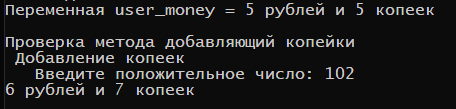 Переменная user_money = 5 рублей и 5 копеек
Проверка метода добавляющий копейки
Добавление копеек
Введите положительное число: 102
6 рублей и 7 копеек